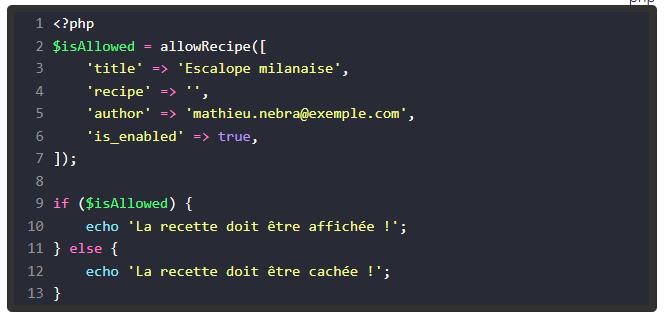 php
1 <?php
2 $isAllowed = allowRecipe([
3     'title' => 'Escalope milanaise',
4     'recipe' => '',
5     'author' => 'mathieu.nebra@exemple.com',
6     'is_enabled' => true,
7 ]);
8
9 if ($isAllowed) {
10     echo 'La recette doit être affichée !';
11 } else {
12     echo 'La recette doit être cachée !';
13 }